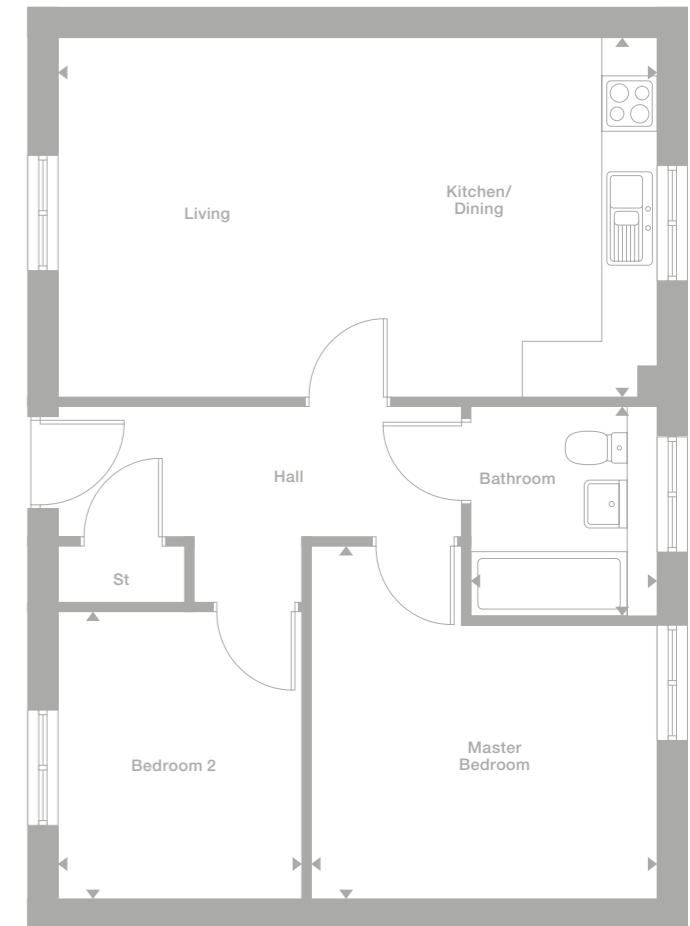 Living
Kitchen/
Dining
Hall
Bathroom
St
Bedroom 2
Master
Bedroom